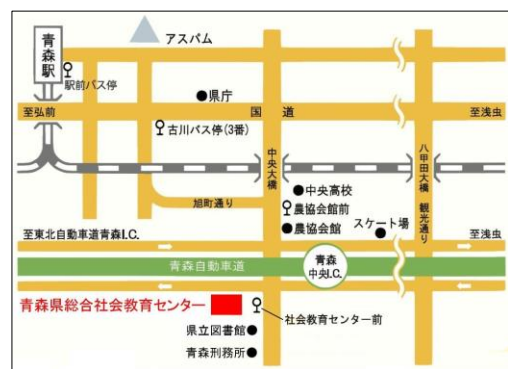 アスパム
青森駅
駅前バス停
県庁
至弘前
国道
至浅虫
古川バス停(3番)
中央大橋
八甲田大橋 観光通り
中央高校
旭町通り
農協会館前
農協会館
スケート場
至東北自動車道青森I.C.
至浅虫
青森自動車道
青森
中央I.C.
青森県総合社会教育センター
社会教育センター前
県立図書館
青森刑務所